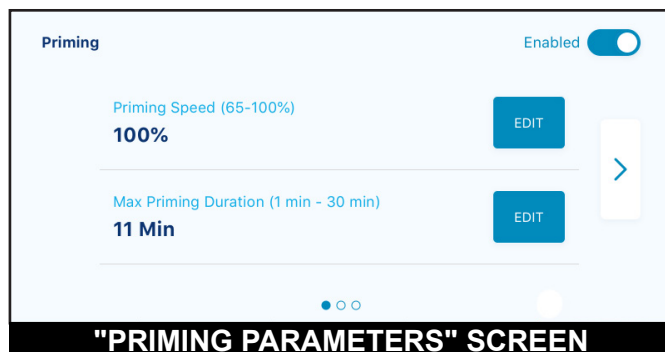 Priming
Enabled
Priming Speed (65-100%)
100%
EDIT
Max Priming Duration (1 min - 30 min)
11 Min
EDIT
"PRIMING PARAMETERS" SCREEN